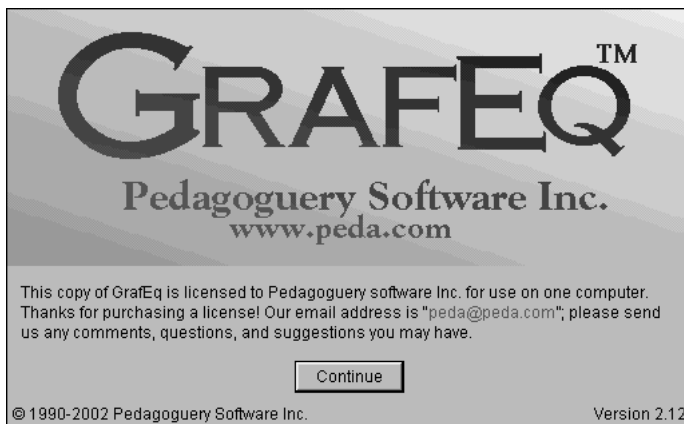 GRAFEQ™
Pedagoguery Software Inc.
www.peda.com
This copy of GrafEq is licensed to Pedagoguery software Inc. for use on one computer.
Thanks for purchasing a license! Our email address is "peda@peda.com"; please send
us any comments, questions, and suggestions you may have.
Continue
© 1990-2002 Pedagoguery Software Inc. Version 2.12